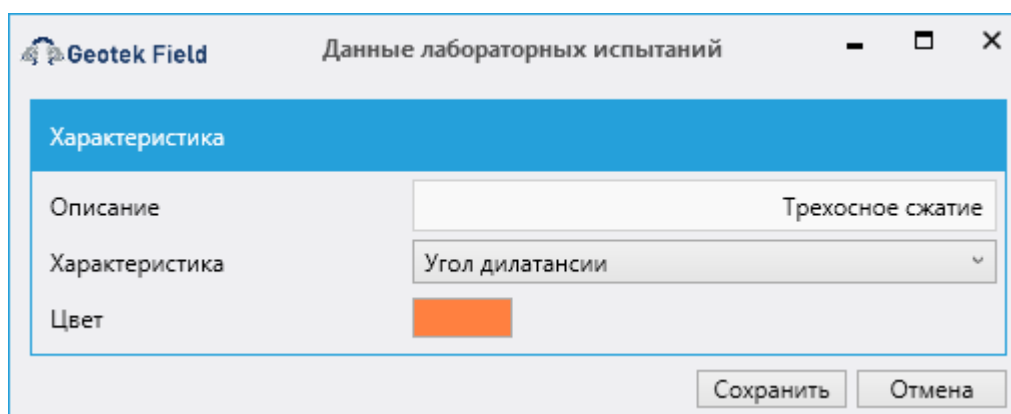 Geotek Field Данные лабораторных испытаний
Характеристика
Описание Трехосное сжатие
Характеристика Угол дилатансии
Цвет
Сохранить Отмена